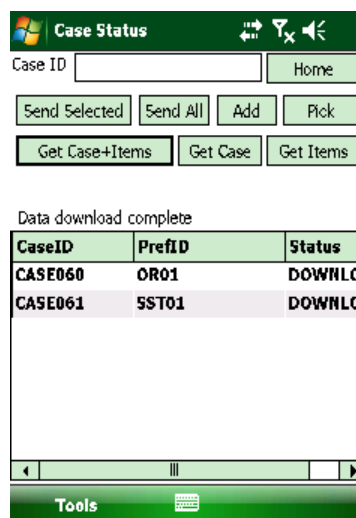 Case Status
Case ID
Home
Send Selected Send All Add Pick
Get Case+Items Get Case Get Items
Data download complete
CaseID PrefID Status
CASE060 OR01 DOWNLO
CASE061 SST01 DOWNLO
Tools